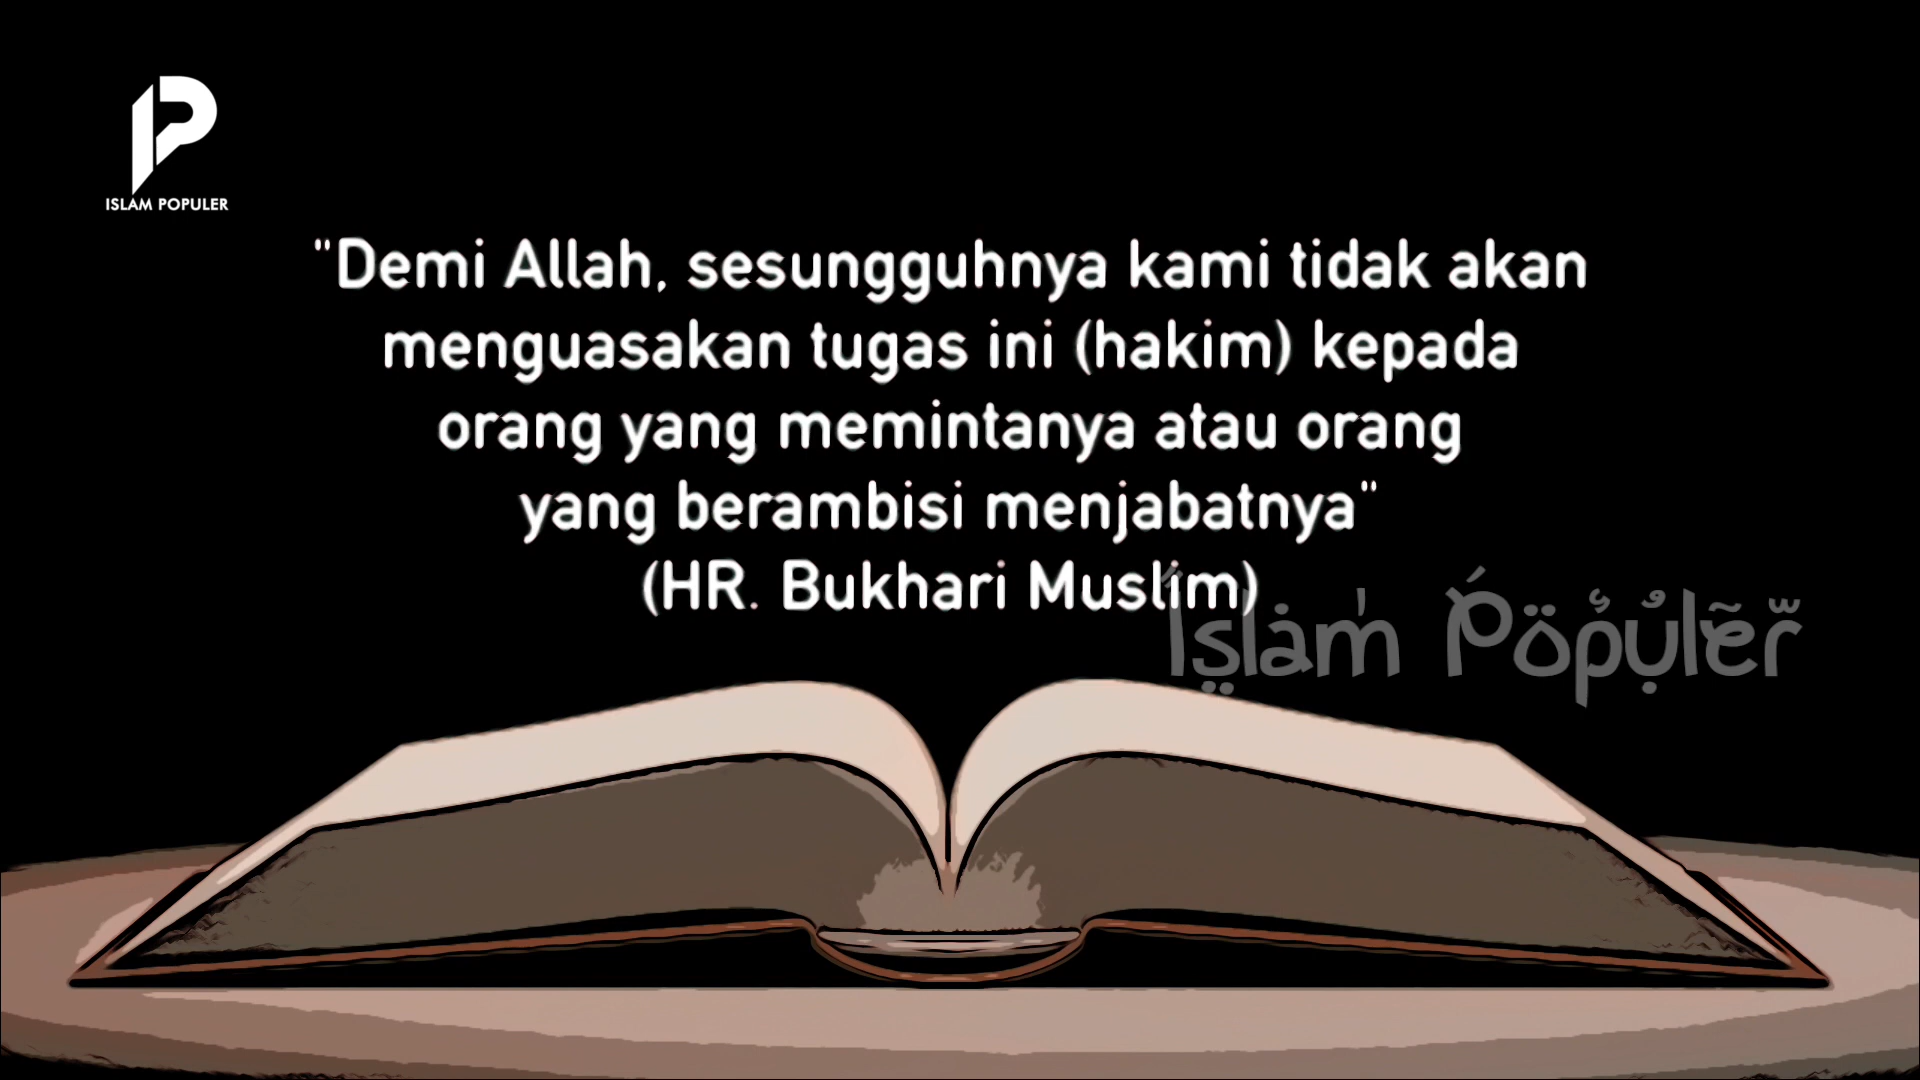 ISLAM POPULER
"Demi Allah, sesungguhnya kami tidak akan
menguasakan tugas ini (hakim) kepada
orang yang memintanya atau orang
yang berambisi menjabatnya"
(HR. Bukhari Muslim)
Islam Populer